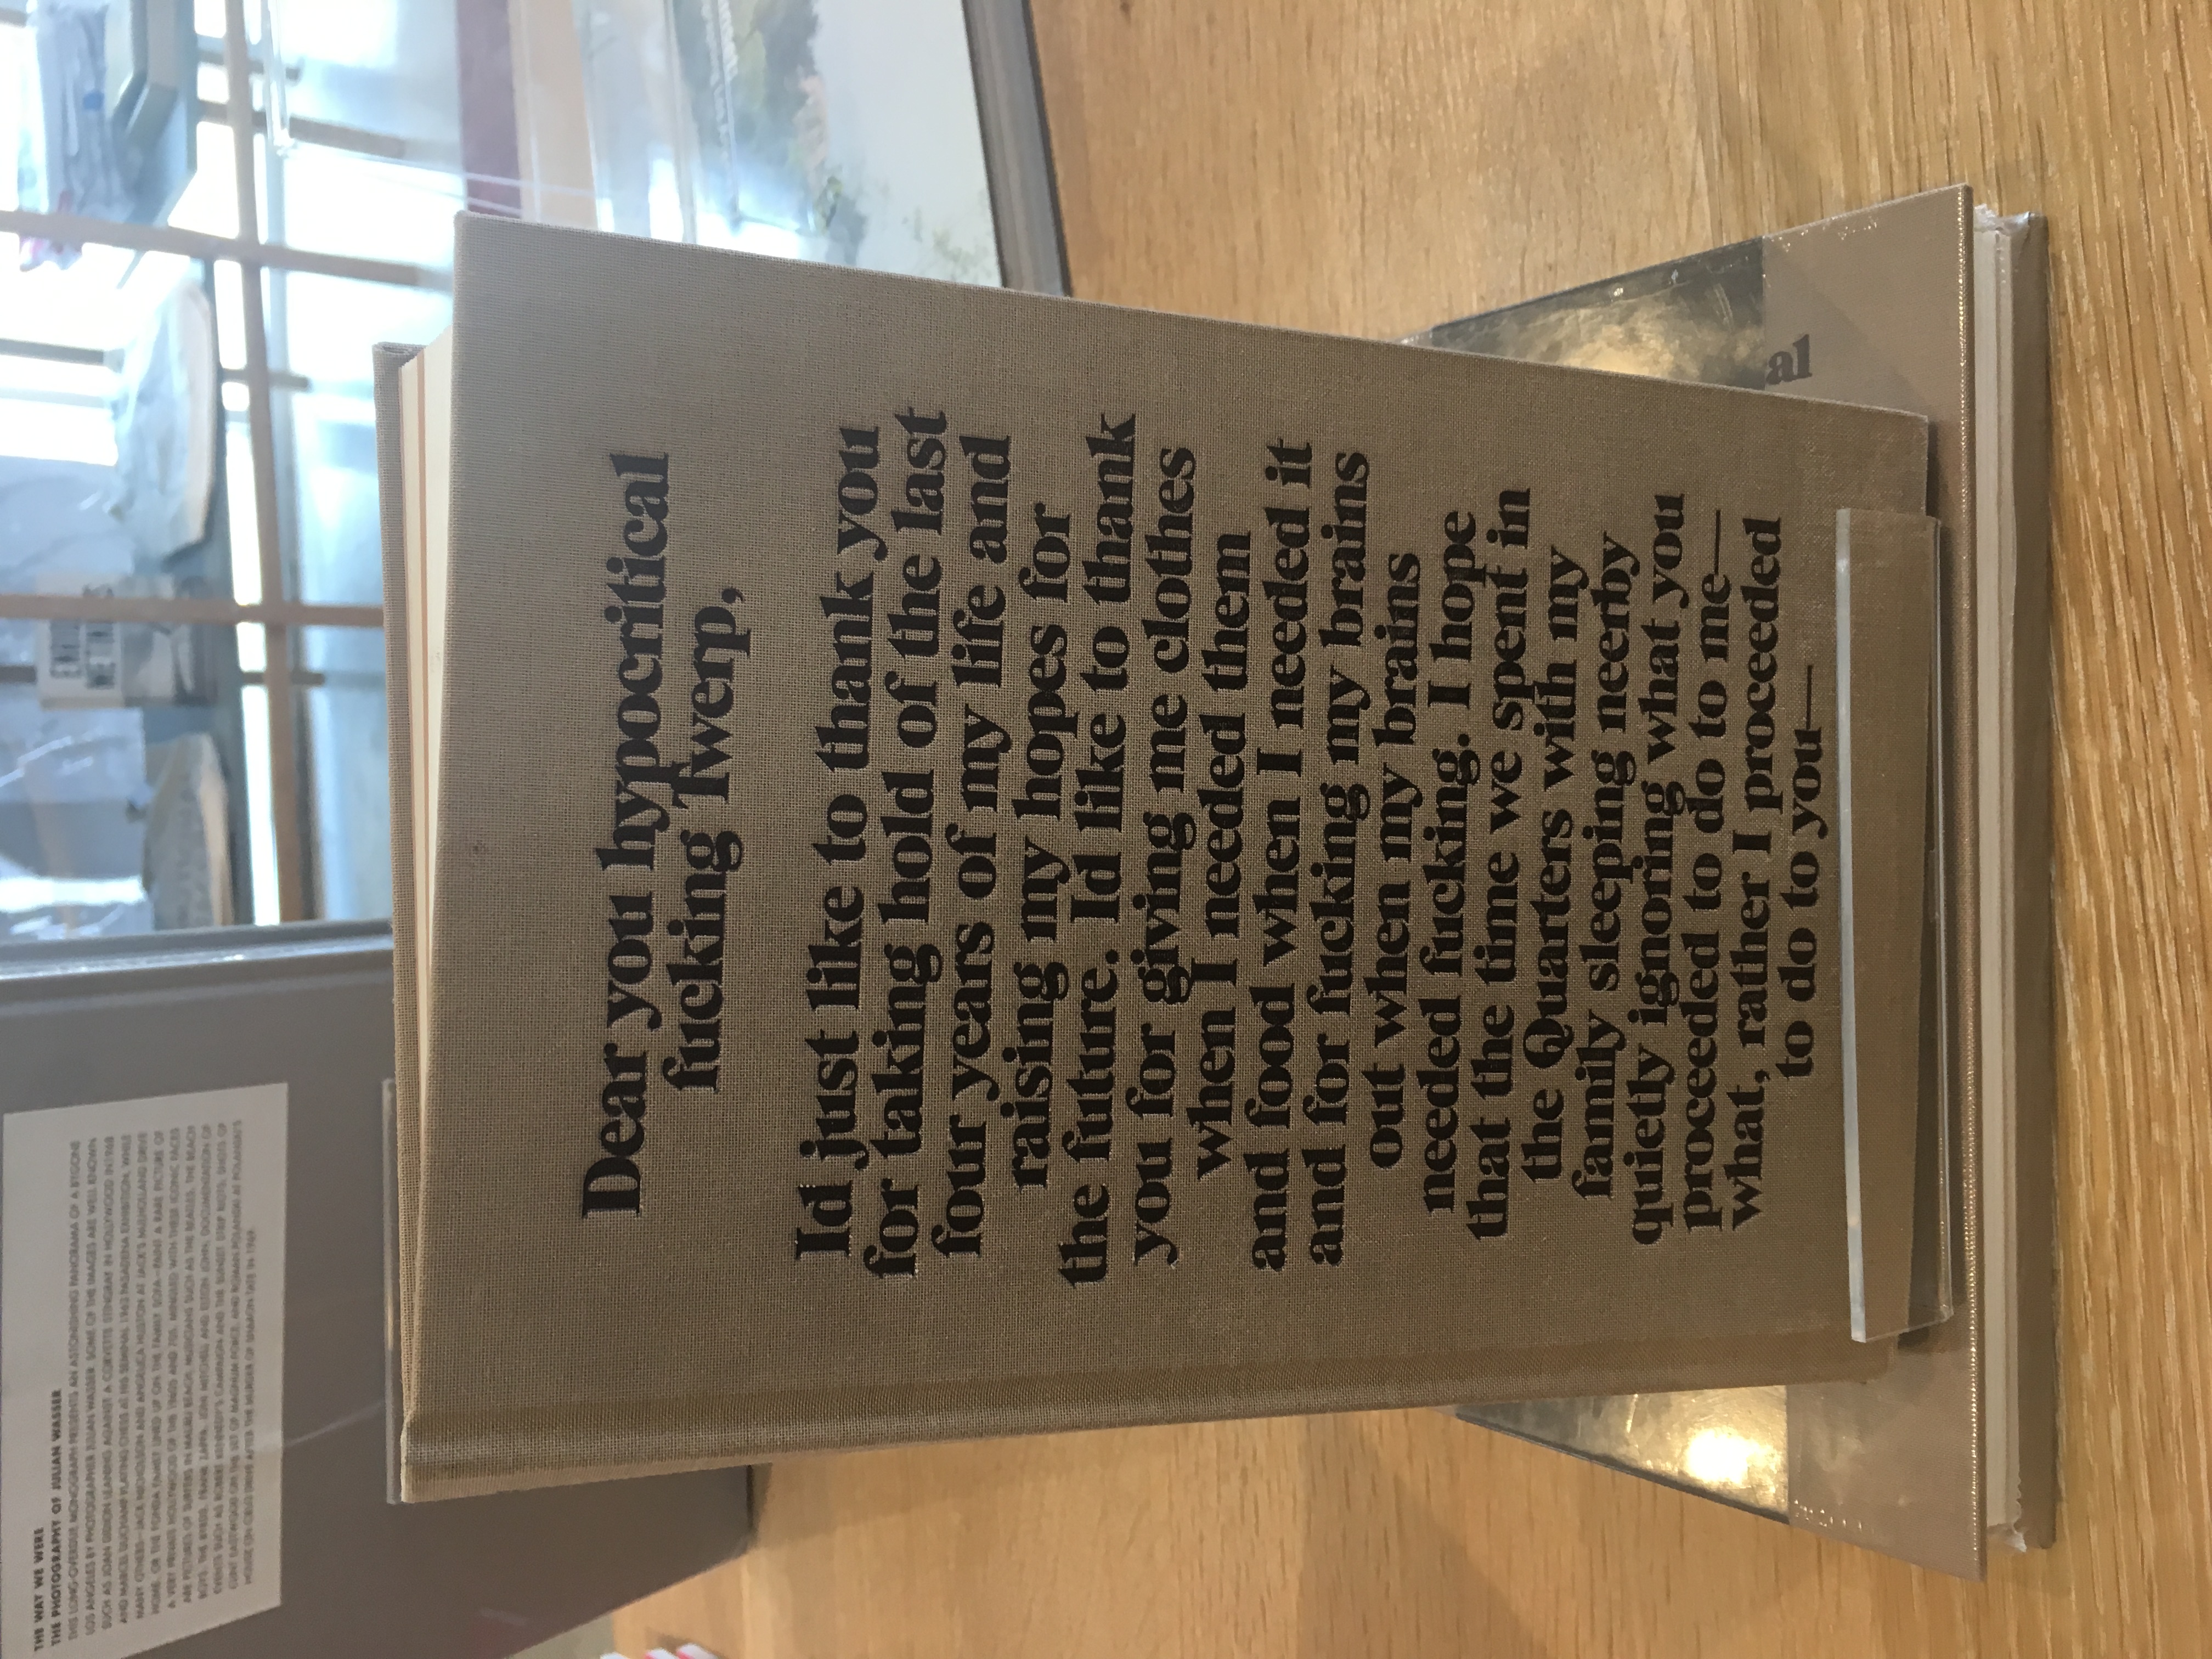 THE WAY WE WERE
THE PHOTOGRAPHY OF JULIAN WASSER
THIS LONG-OVERDUE MONOGRAPH PRESENTS AN ASTONISHING PANORAMA OF A BYGONE
LOS ANGELES BY PHOTOGRAPHER JULIAN WASSER. SOME OF THE IMAGES ARE WELL KNOWN
SUCH AS JOAN DIDION LEANING AGAINST A CORVETTE STINGRAY IN HOLLYWOOD IN 1968
AND MARCEL DUCHAMP PLAYING CHESS AT HIS SEMINAL 1963 PASADENA EXHIBITION, WHILE
MANY OTHERS—JACK NICHOLSON AND ANGELICA HUSTON AT JACK'S MULHOLLAND DRIVE
HOME, OR THE FONDA FAMILY LINED UP ON THE FAMILY SOFA—PAINT A RARE PICTURE OF
A VERY PRIVATE HOLLYWOOD OF THE 1960S AND 70S. MINGLED WITH THESE ICONIC FACES
ARE PICTURES OF SURFERS IN MALIBU BEACH, MUSICIANS SUCH AS THE BEATLES, THE BEACH
BOYS, THE BYRDS, FRANK ZAPPA, JONI MITCHELL AND ELTON JOHN; DOCUMENTATION OF
EVENTS SUCH AS ROBERT KENNEDY'S CAMPAIGN AND THE SUNSET STRIP RIOTS, SHOTS OF
CLINT EASTWOOD ON THE SET OF MAGNUM FORCE, AND ROMAN POLANSKI AT POLANSKI'S
HOUSE ON CIELO DRIVE AFTER THE MURDER OF SHARON TATE IN 1969.
Dear you hypocritical
fucking Twerp,
Id just like to thank you
for taking hold of the last
four years of my life and
raising my hopes for
the future. Id like to thank
you for giving me clothes
when I needed them
and food when I needed it
and for fucking my brains
out when my brains
needed fucking. I hope
that the time we spent in
the Quarters with my
family sleeping neerby
quietly ignoring what you
proceeded to do to me—
what, rather I proceeded
to do to you—
al